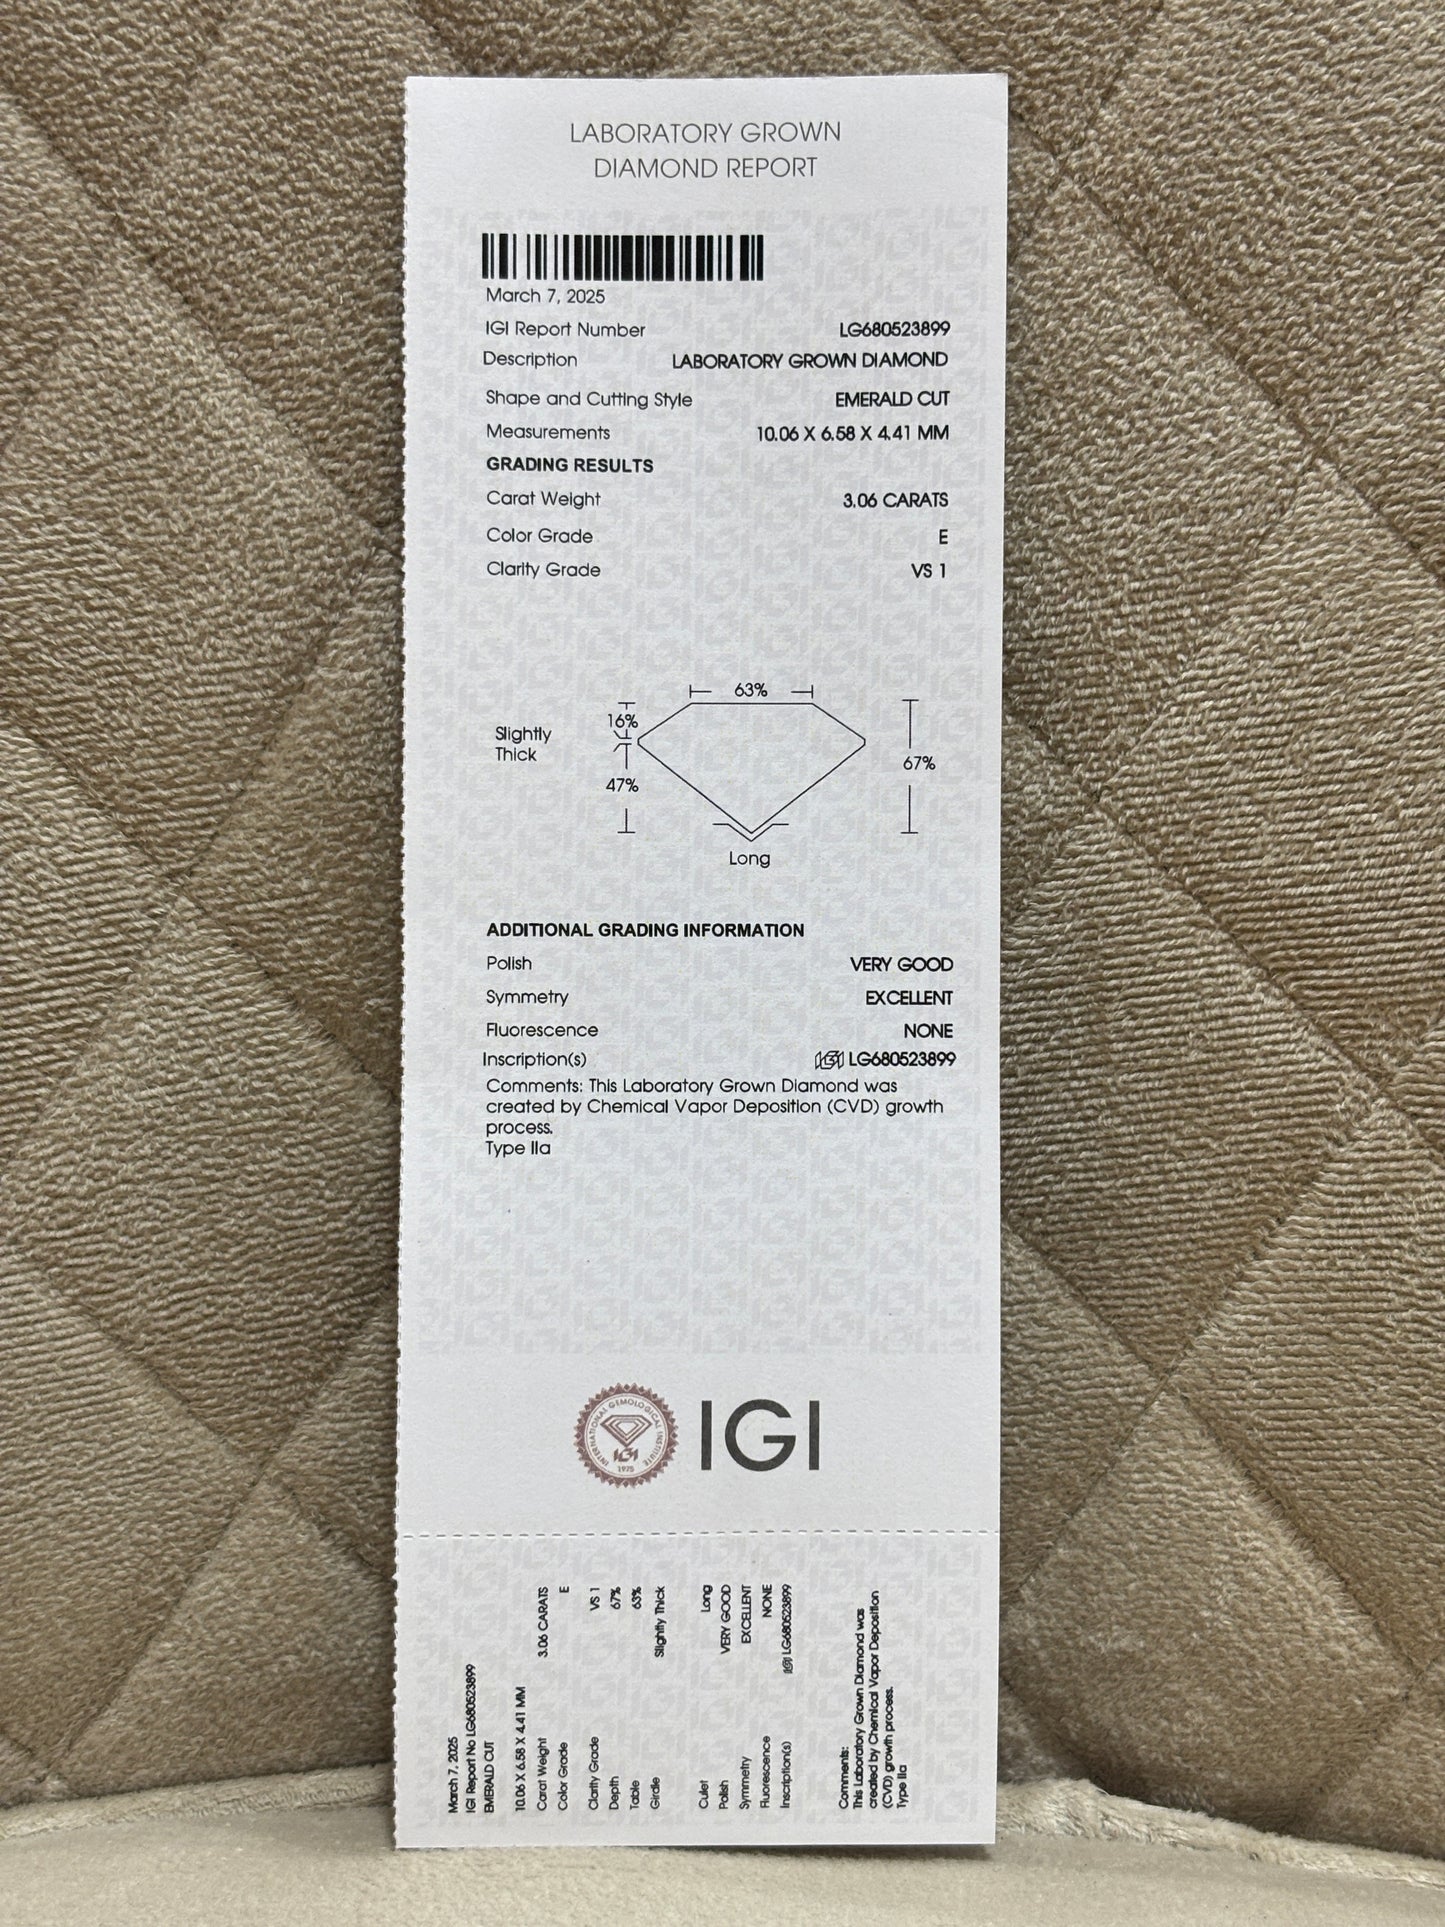 LABORATORY GROWN
DIAMOND REPORT
March 7, 2025
IGI Report Number LG680523899
Description LABORATORY GROWN DIAMOND
Shape and Cutting Style EMERALD CUT
Measurements 10.06 X 6.58 X 4.41 MM
GRADING RESULTS
Carat Weight 3.06 CARATS
Color Grade E
Clarity Grade VS 1
63%
16%
Slightly
Thick
67%
47%
Long
ADDITIONAL GRADING INFORMATION
Polish VERY GOOD
Symmetry EXCELLENT
Fluorescence NONE
Inscription(s) IGI LG680523899
Comments: This Laboratory Grown Diamond was
created by Chemical Vapor Deposition (CVD) growth
process.
Type IIa
INTERNATIONAL GEMOLOGICAL INSTITUTE
IGI
1975
IGI
March 7, 2025
IGI Report No LG680523899
EMERALD CUT
10.06 X 6.58 X 4.41 MM
Carat Weight 3.06 CARATS
Color Grade E
Clarity Grade VS 1
Depth 67%
Table 63%
Girdle Slightly Thick
Culet Long
Polish VERY GOOD
Symmetry EXCELLENT
Fluorescence NONE
Inscription(s) IGI LG680523899
Comments:
This Laboratory Grown Diamond was
created by Chemical Vapor Deposition
(CVD) growth process.
Type IIa